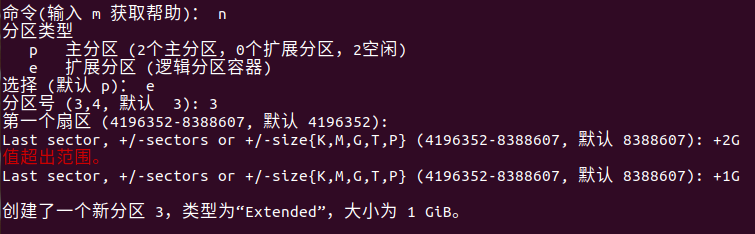 命令(输入 m 获取帮助)： n
分区类型
p 主分区 (2个主分区，0个扩展分区，2空闲)
e 扩展分区 (逻辑分区容器)
选择 (默认 p)： e
分区号 (3,4, 默认  3): 3
第一个扇区 (4196352-8388607, 默认 4196352):
Last sector, +/-sectors or +/-size{K,M,G,T,P} (4196352-8388607, 默认 8388607): +2G
值超出范围。
Last sector, +/-sectors or +/-size{K,M,G,T,P} (4196352-8388607, 默认 8388607): +1G
创建了一个新分区 3，类型为“Extended”，大小为 1 GiB。